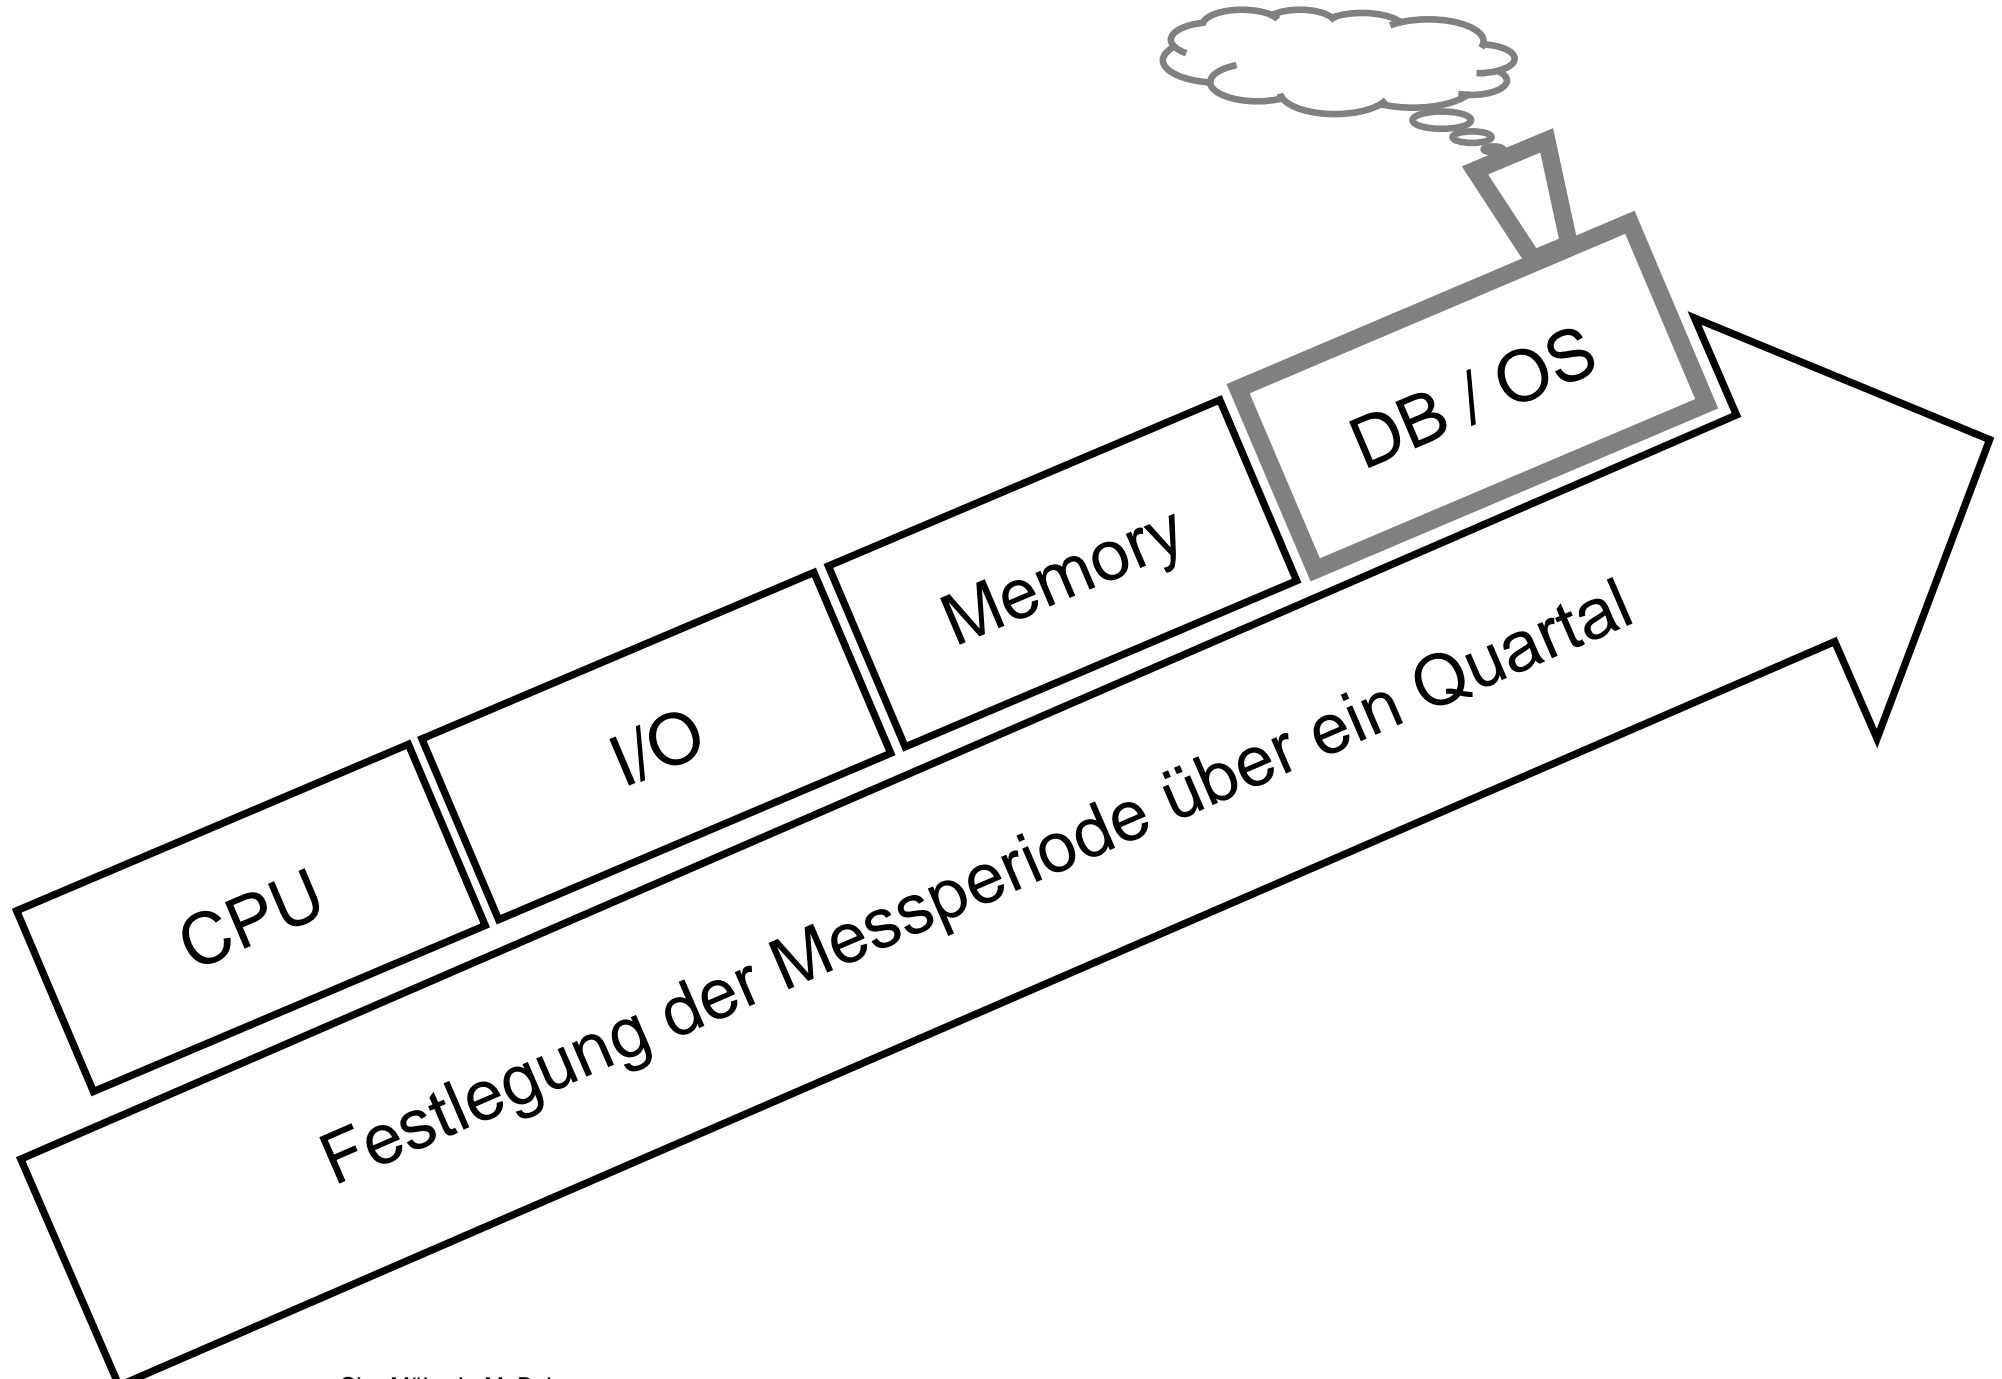 CPU
I/O
Memory
DB / OS
Festlegung der Messperiode über ein Quartal